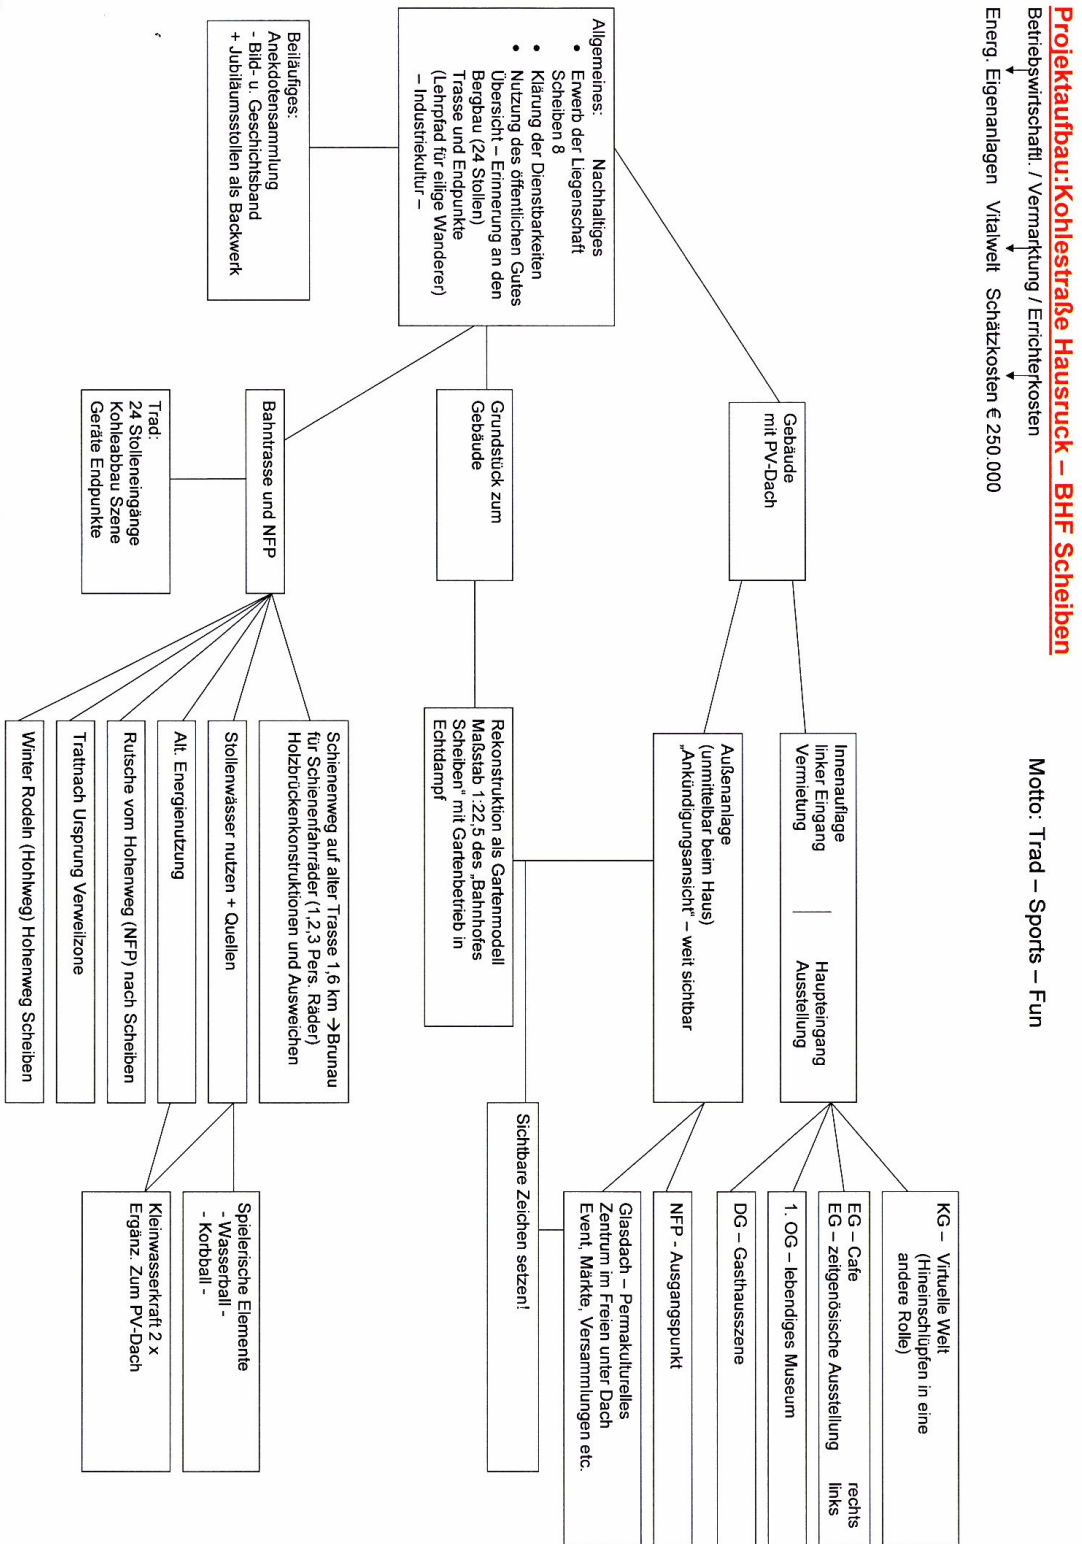 Projektaufbau:Kohlestraße Hausruck – BHF Scheiben
Betriebswirtschaftl. / Vermarktung / Errichterkosten
Energ. Eigenanlagen Vitalwelt Schätzkosten € 250.000
Motto: Trad – Sports – Fun
Allgemeines: Nachhaltiges
• Erwerb der Liegenschaft
Scheiben 8
• Klärung der Dienstbarkeiten
• Nutzung des öffentlichen Gutes
Übersicht – Erinnerung an den
Bergbau (24 Stollen)
Trasse und Endpunkte
(Lehrpfad für eilige Wanderer)
– Industriekultur –
Beiläufiges:
Anekdotensammlung
- Bild- u. Geschichtsband
+ Jubiläumsstollen als Backwerk
Gebäude
mit PV-Dach
Grundstück zum
Gebäude
Bahntrasse und NFP
Trad:
24 Stolleneingänge
Kohleabbau Szene
Geräte Endpunkte
Innenauflage
linker Eingang Haupteingang
Vermietung Ausstellung
Außenanlage
(unmittelbar beim Haus)
„Ankündigungsansicht“ – weit sichtbar
Rekonstruktion als Gartenmodell
Maßstab 1:22,5 des „Bahnhofes
Scheiben“ mit Gartenbetrieb in
Echtdampf
Schienenweg auf alter Trasse 1,6 km →Brunau
für Schienenfahrräder (1,2,3 Pers. Räder)
Holzbrückenkonstruktionen und Ausweichen
Stollenwässer nutzen + Quellen
Alt. Energienutzung
Rutsche vom Hohenweg (NFP) nach Scheiben
Trattnach Ursprung Verweilzone
Winter Rodeln (Hohlweg) Hohenweg Scheiben
KG – Virtuelle Welt
(Hineinschlüpfen in eine
andere Rolle)
EG – Cafe rechts
EG – zeitgenösische Ausstellung links
1. OG – lebendiges Museum
DG – Gasthausszene
NFP - Ausgangspunkt
Glasdach – Permakulturelles
Zentrum im Freien unter Dach
Event, Märkte, Versammlungen etc.
Sichtbare Zeichen setzen!
Spielerische Elemente
- Wasserball -
- Korbball -
Kleinwasserkraft 2 x
Ergänz. Zum PV-Dach